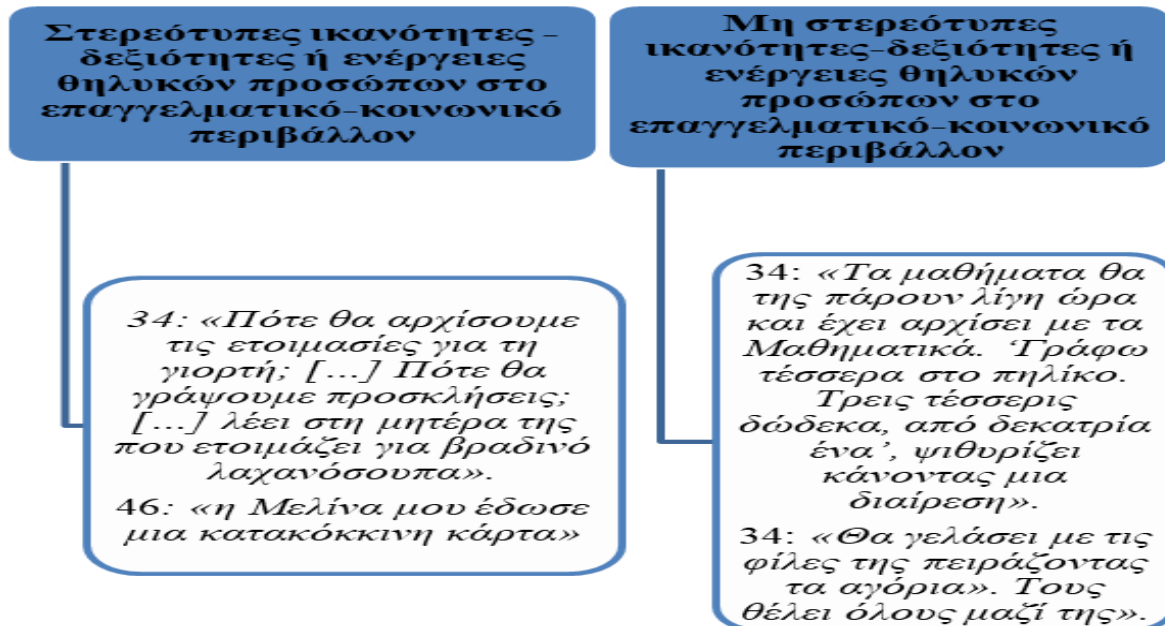 Στερεότυπες ικανότητες -
δεξιότητες ή ενέργειες
θηλυκών προσώπων στο
επαγγελματικό-κοινωνικό
περιβάλλον
34: «Πότε θα αρχίσουμε
τις ετοιμασίες για τη
γιορτή; [...] Πότε θα
γράψουμε προσκλήσεις;
[...] λέει στη μητέρα της
που ετοιμάζει για βραδινό
λαχανόσουπα».
46: «η Μελίνα μου έδωσε
μια κατακόκκινη κάρτα»
Μη στερεότυπες
ικανότητες-δεξιότητες ή
ενέργειες θηλυκών
προσώπων στο
επαγγελματικό-κοινωνικό
περιβάλλον
34: «Τα μαθήματα θα
της πάρουν λίγη ώρα
και έχει αρχίσει με τα
Μαθηματικά. ‘Γράφω
τέσσερα στο πηλίκο.
Τρεις τέσσερις
δώδεκα, από δεκατρία
ένα’, ψιθυρίζει
κάνοντας μια
διαίρεση».
34: «Θα γελάσει με τις
φίλες της πειράζοντας
τα αγόρια». Τους
θέλει όλους μαζί της».